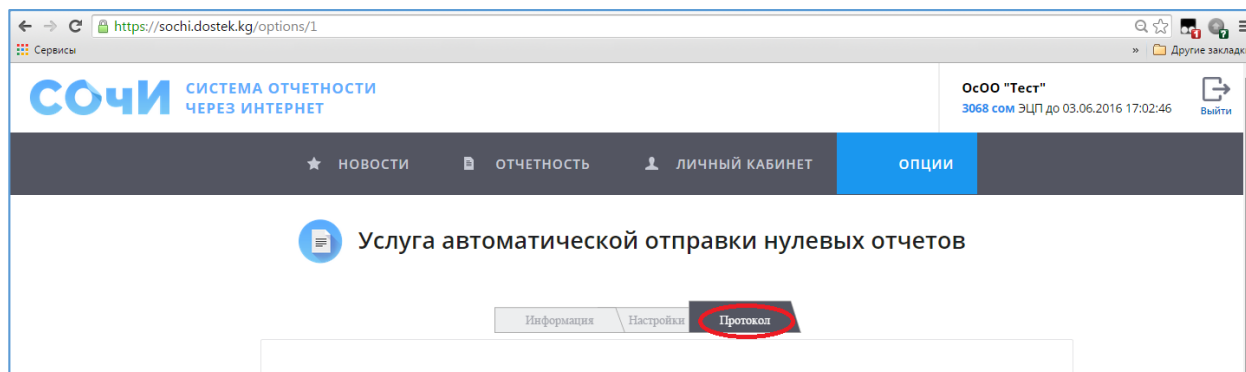 https://sochi.dostek.kg/options/1
Сервисы
» Другие закладк
СОчИ СИСТЕМА ОТЧЕТНОСТИ
ЧЕРЕЗ ИНТЕРНЕТ
ОсОО "Тест"
3068 сом ЭЦП до 03.06.2016 17:02:46
Выйти
НОВОСТИ ОТЧЕТНОСТЬ ЛИЧНЫЙ КАБИНЕТ ОПЦИИ
Услуга автоматической отправки нулевых отчетов
Информация Настройки Протокол